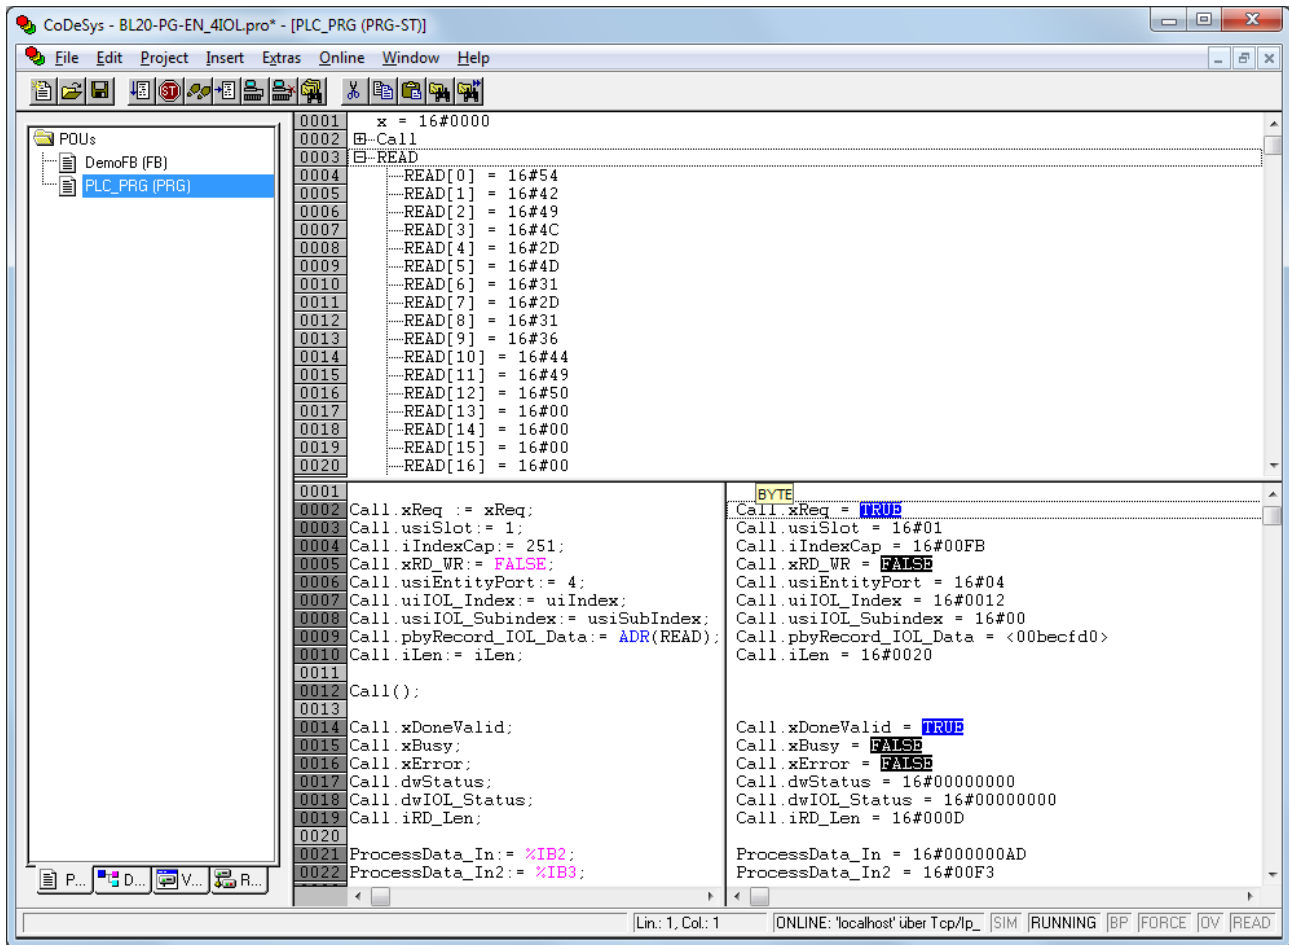 CoDeSys - BL20-PG-EN_4IOL.pro* - [PLC_PRG (PRG-ST)]
File Edit Project Insert Extras Online Window Help
POUs
DemoFB (FB)
PLC_PRG (PRG)
0001 x = 16#0000
0002 Call
0003 READ
0004 READ[0] = 16#54
0005 READ[1] = 16#42
0006 READ[2] = 16#49
0007 READ[3] = 16#4C
0008 READ[4] = 16#2D
0009 READ[5] = 16#4D
0010 READ[6] = 16#31
0011 READ[7] = 16#2D
0012 READ[8] = 16#31
0013 READ[9] = 16#36
0014 READ[10] = 16#44
0015 READ[11] = 16#49
0016 READ[12] = 16#50
0017 READ[13] = 16#00
0018 READ[14] = 16#00
0019 READ[15] = 16#00
0020 READ[16] = 16#00
0001 BYTE
0002 Call.xReq := xReq; Call.xReq = TRUE
0003 Call.usiSlot:= 1; Call.usiSlot = 16#01
0004 Call.iIndexCap:= 251; Call.iIndexCap = 16#00FB
0005 Call.xRD_WR:= FALSE; Call.xRD_WR = FALSE
0006 Call.usiEntityPort:= 4; Call.usiEntityPort = 16#04
0007 Call.uiIOL_Index:= uiIndex; Call.uiIOL_Index = 16#0012
0008 Call.usiIOL_Subindex:= usiSubIndex; Call.usiIOL_Subindex = 16#00
0009 Call.pbyRecord_IOL_Data:= ADR(READ); Call.pbyRecord_IOL_Data = <00becfd0>
0010 Call.iLen:= iLen; Call.iLen = 16#0020
0011
0012 Call();
0013
0014 Call.xDoneValid; Call.xDoneValid = TRUE
0015 Call.xBusy; Call.xBusy = FALSE
0016 Call.xError; Call.xError = FALSE
0017 Call.dwStatus; Call.dwStatus = 16#00000000
0018 Call.dwIOL_Status; Call.dwIOL_Status = 16#00000000
0019 Call.iRD_Len; Call.iRD_Len = 16#000D
0020
0021 ProcessData_In:= %IB2; ProcessData_In = 16#000000AD
0022 ProcessData_In2:= %IB3; ProcessData_In2 = 16#00F3
P... D... V... R...
Lin.: 1, Col.: 1 ONLINE: 'localhost' über Tcp/Ip_ SIM RUNNING BP FORCE OV READ